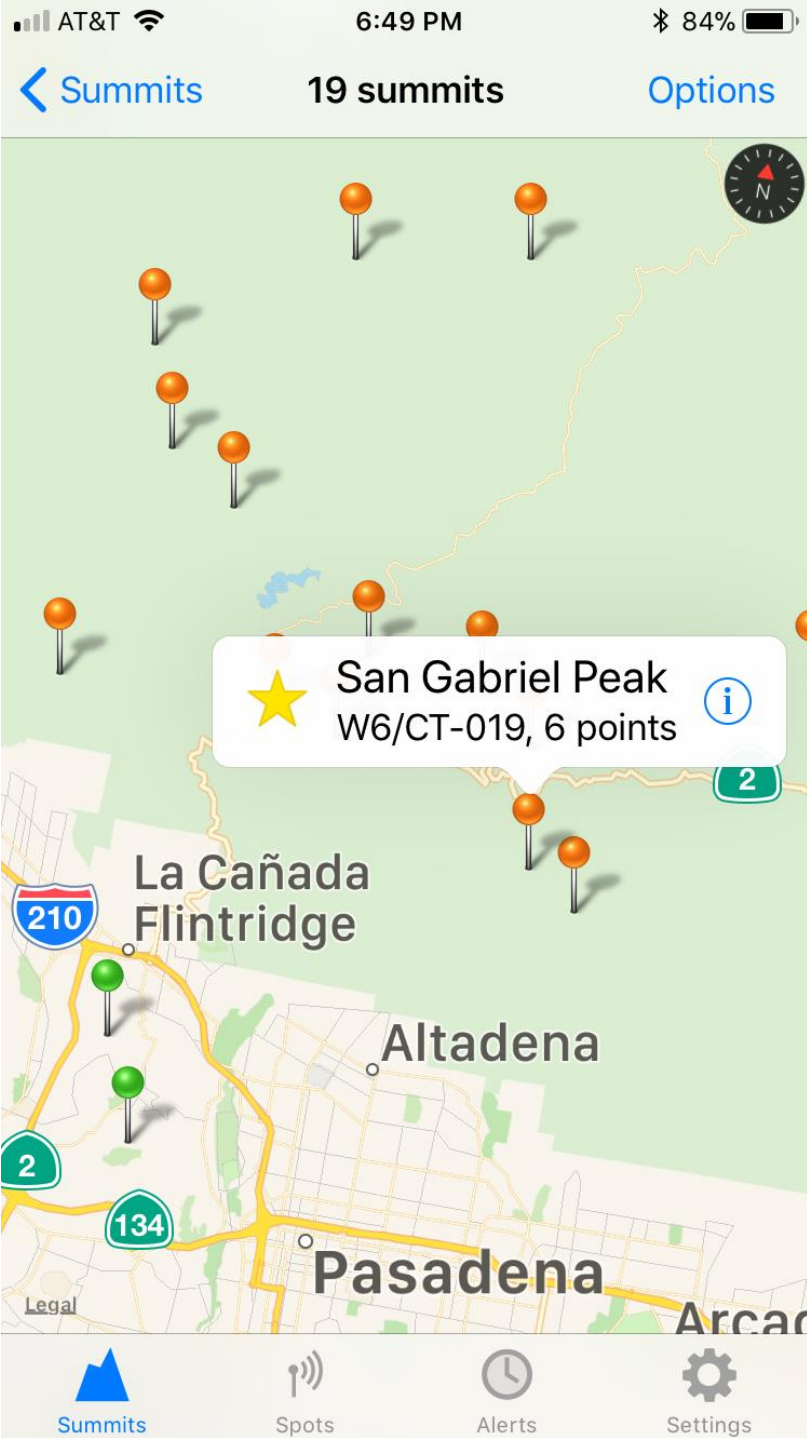 AT&T
6:49 PM
84%
Summits
19 summits
Options
N
San Gabriel Peak
W6/CT-019, 6 points
i
2
La Cañada
Flintridge
210
Altadena
2
134
Pasadena
Legal
Arcad
Summits
Spots
Alerts
Settings